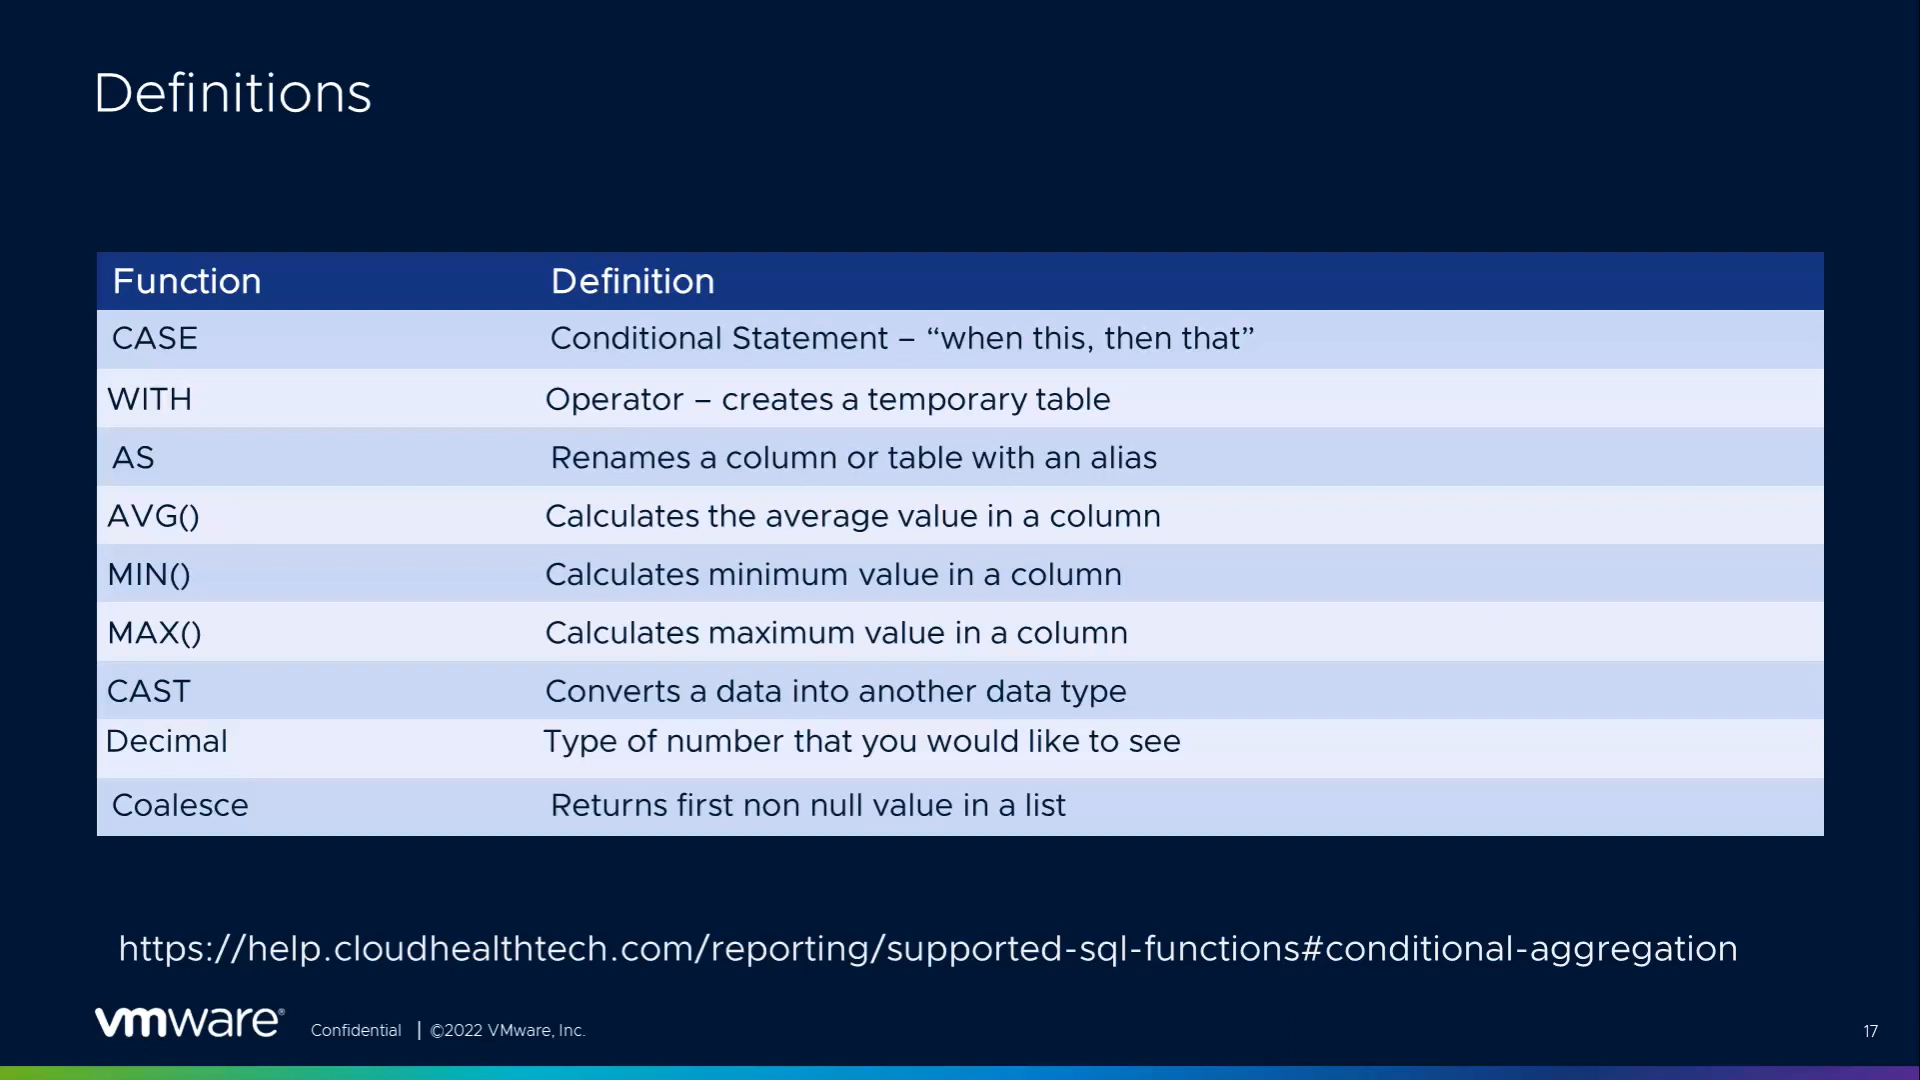 Definitions
Function Definition
CASE Conditional Statement – “when this, then that”
WITH Operator – creates a temporary table
AS Renames a column or table with an alias
AVG() Calculates the average value in a column
MIN() Calculates minimum value in a column
MAX() Calculates maximum value in a column
CAST Converts a data into another data type
Decimal Type of number that you would like to see
Coalesce Returns first non null value in a list
https://help.cloudhealthtech.com/reporting/supported-sql-functions#conditional-aggregation
vmware® Confidential | ©2022 VMware, Inc. 17